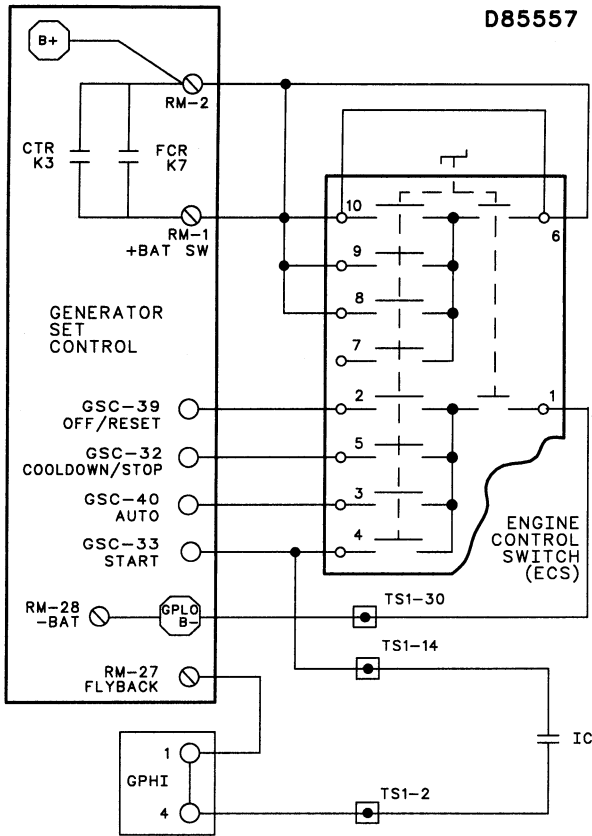 D85557
B+
RM-2
CTR
K3
FCR
K7
RM-1
+BAT SW
10
6
9
8
7
GENERATOR
SET
CONTROL
GSC-39
OFF/RESET
2
1
GSC-32
COOLDOWN/STOP
5
GSC-40
AUTO
3
GSC-33
START
4
ENGINE
CONTROL
SWITCH
(ECS)
RM-28
-BAT
GPLO
B-
TS1-30
TS1-14
RM-27
FLYBACK
IC
GPHI
1
4
TS1-2